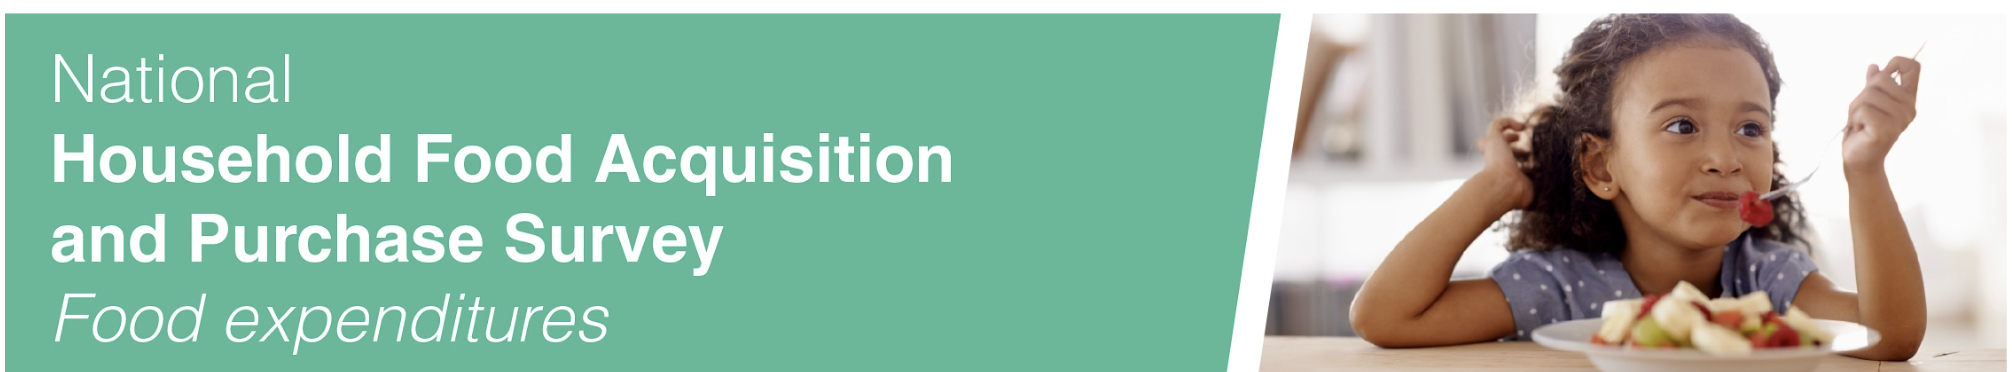 National
Household Food Acquisition
and Purchase Survey
Food expenditures